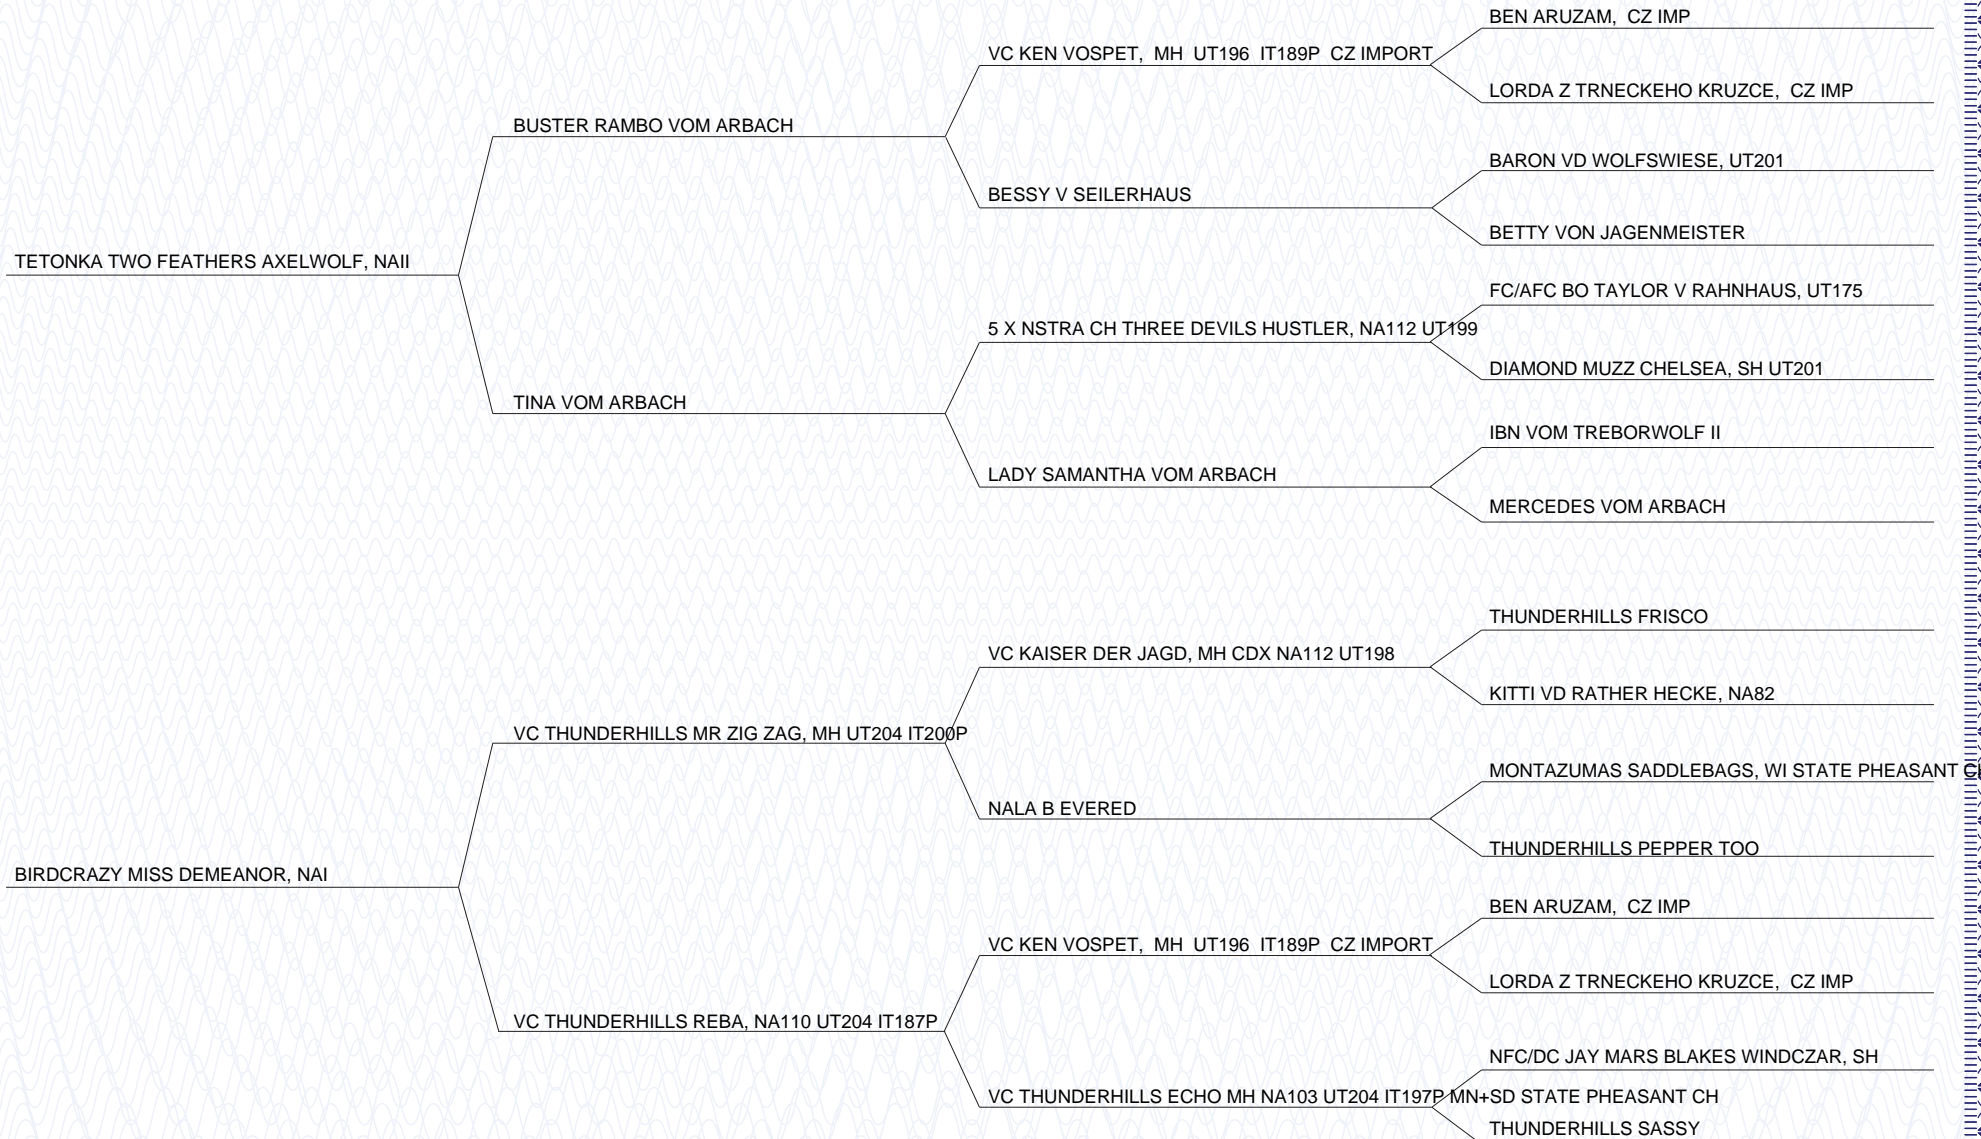 BEN ARUZAM, CZ IMP
VC KEN VOSPET, MH UT196 IT189P CZ IMPORT
LORDA Z TRNECKEHO KRUZCE, CZ IMP
BUSTER RAMBO VOM ARBACH
BARON VD WOLFSWIESE, UT201
BESSY V SEILERHAUS
BETTY VON JAGENMEISTER
TETONKA TWO FEATHERS AXELWOLF, NAII
FC/AFC BO TAYLOR V RAHNHAUS, UT175
5 X NSTRA CH THREE DEVILS HUSTLER, NA112 UT199
DIAMOND MUZZ CHELSEA, SH UT201
TINA VOM ARBACH
IBN VOM TREBORWOLF II
LADY SAMANTHA VOM ARBACH
MERCEDES VOM ARBACH
THUNDERHILLS FRISCO
VC KAISER DER JAGD, MH CDX NA112 UT198
KITTI VD RATHER HECKE, NA82
VC THUNDERHILLS MR ZIG ZAG, MH UT204 IT200P
MONTAZUMAS SADDLEBAGS, WI STATE PHEASANT
NALA B EVERED
THUNDERHILLS PEPPER TOO
BIRDCRAZY MISS DEMEANOR, NAI
BEN ARUZAM, CZ IMP
VC KEN VOSPET, MH UT196 IT189P CZ IMPORT
LORDA Z TRNECKEHO KRUZCE, CZ IMP
VC THUNDERHILLS REBA, NA110 UT204 IT187P
NFC/DC JAY MARS BLAKES WINDCZAR, SH
VC THUNDERHILLS ECHO MH NA103 UT204 IT197P MN+SD STATE PHEASANT CH
THUNDERHILLS SASSY